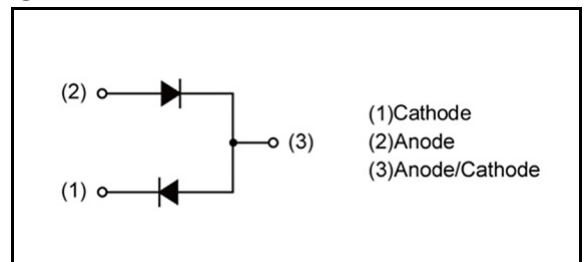 (2)
(3)
(1)
(1)Cathode
(2)Anode
(3)Anode/Cathode